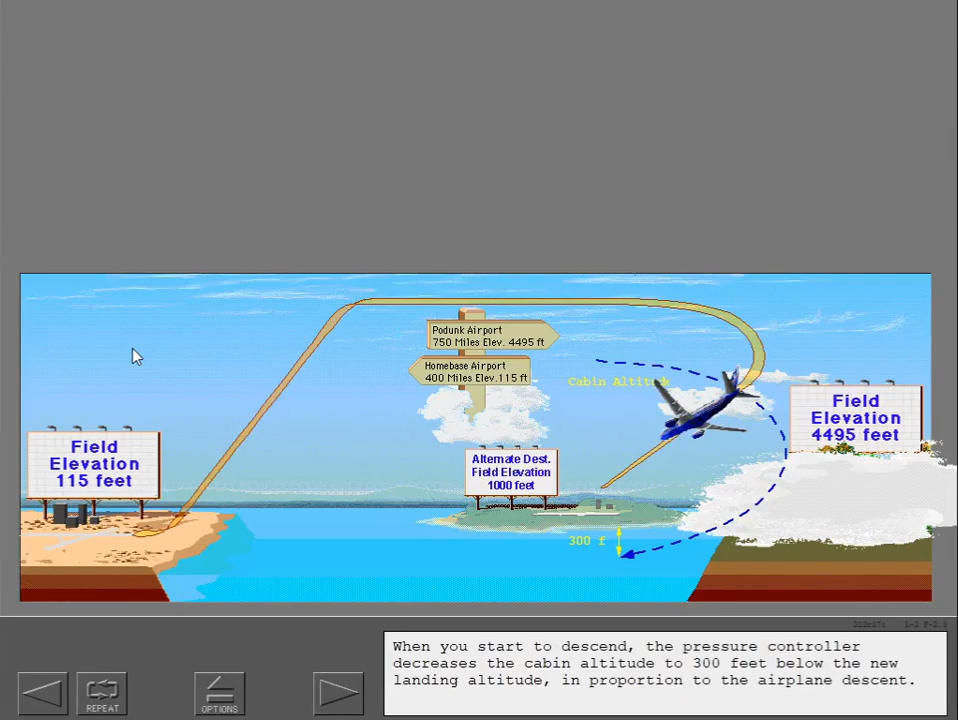 Podunk Airport
750 Miles Elev. 4495 ft
Homebase Airport
400 Miles Elev.115 ft
Cabin Altitude
Field
Elevation
4495 feet
Field
Elevation
115 feet
Alternate Dest.
Field Elevation
1000 feet
300 f
When you start to descend, the pressure controller
decreases the cabin altitude to 300 feet below the new
landing altitude, in proportion to the airplane descent.
REPEAT
OPTIONS